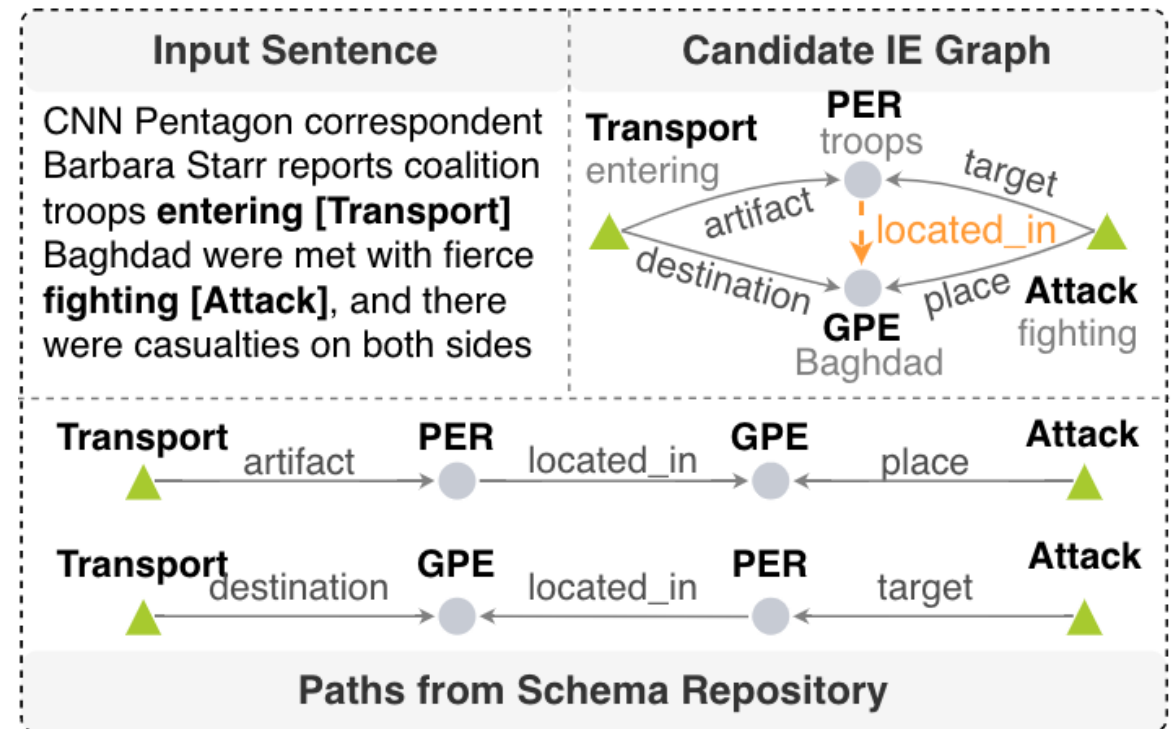 Input Sentence
CNN Pentagon correspondent
Barbara Starr reports coalition
troops entering [Transport]
Baghdad were met with fierce
fighting [Attack], and there
were casualties on both sides
Candidate IE Graph
PER
troops
Transport
entering
artifact
target
located_in
destination
place
GPE
Baghdad
Attack
fighting
Transport
artifact
PER
located_in
GPE
place
Attack
Transport
destination
GPE
located_in
PER
target
Attack
Paths from Schema Repository